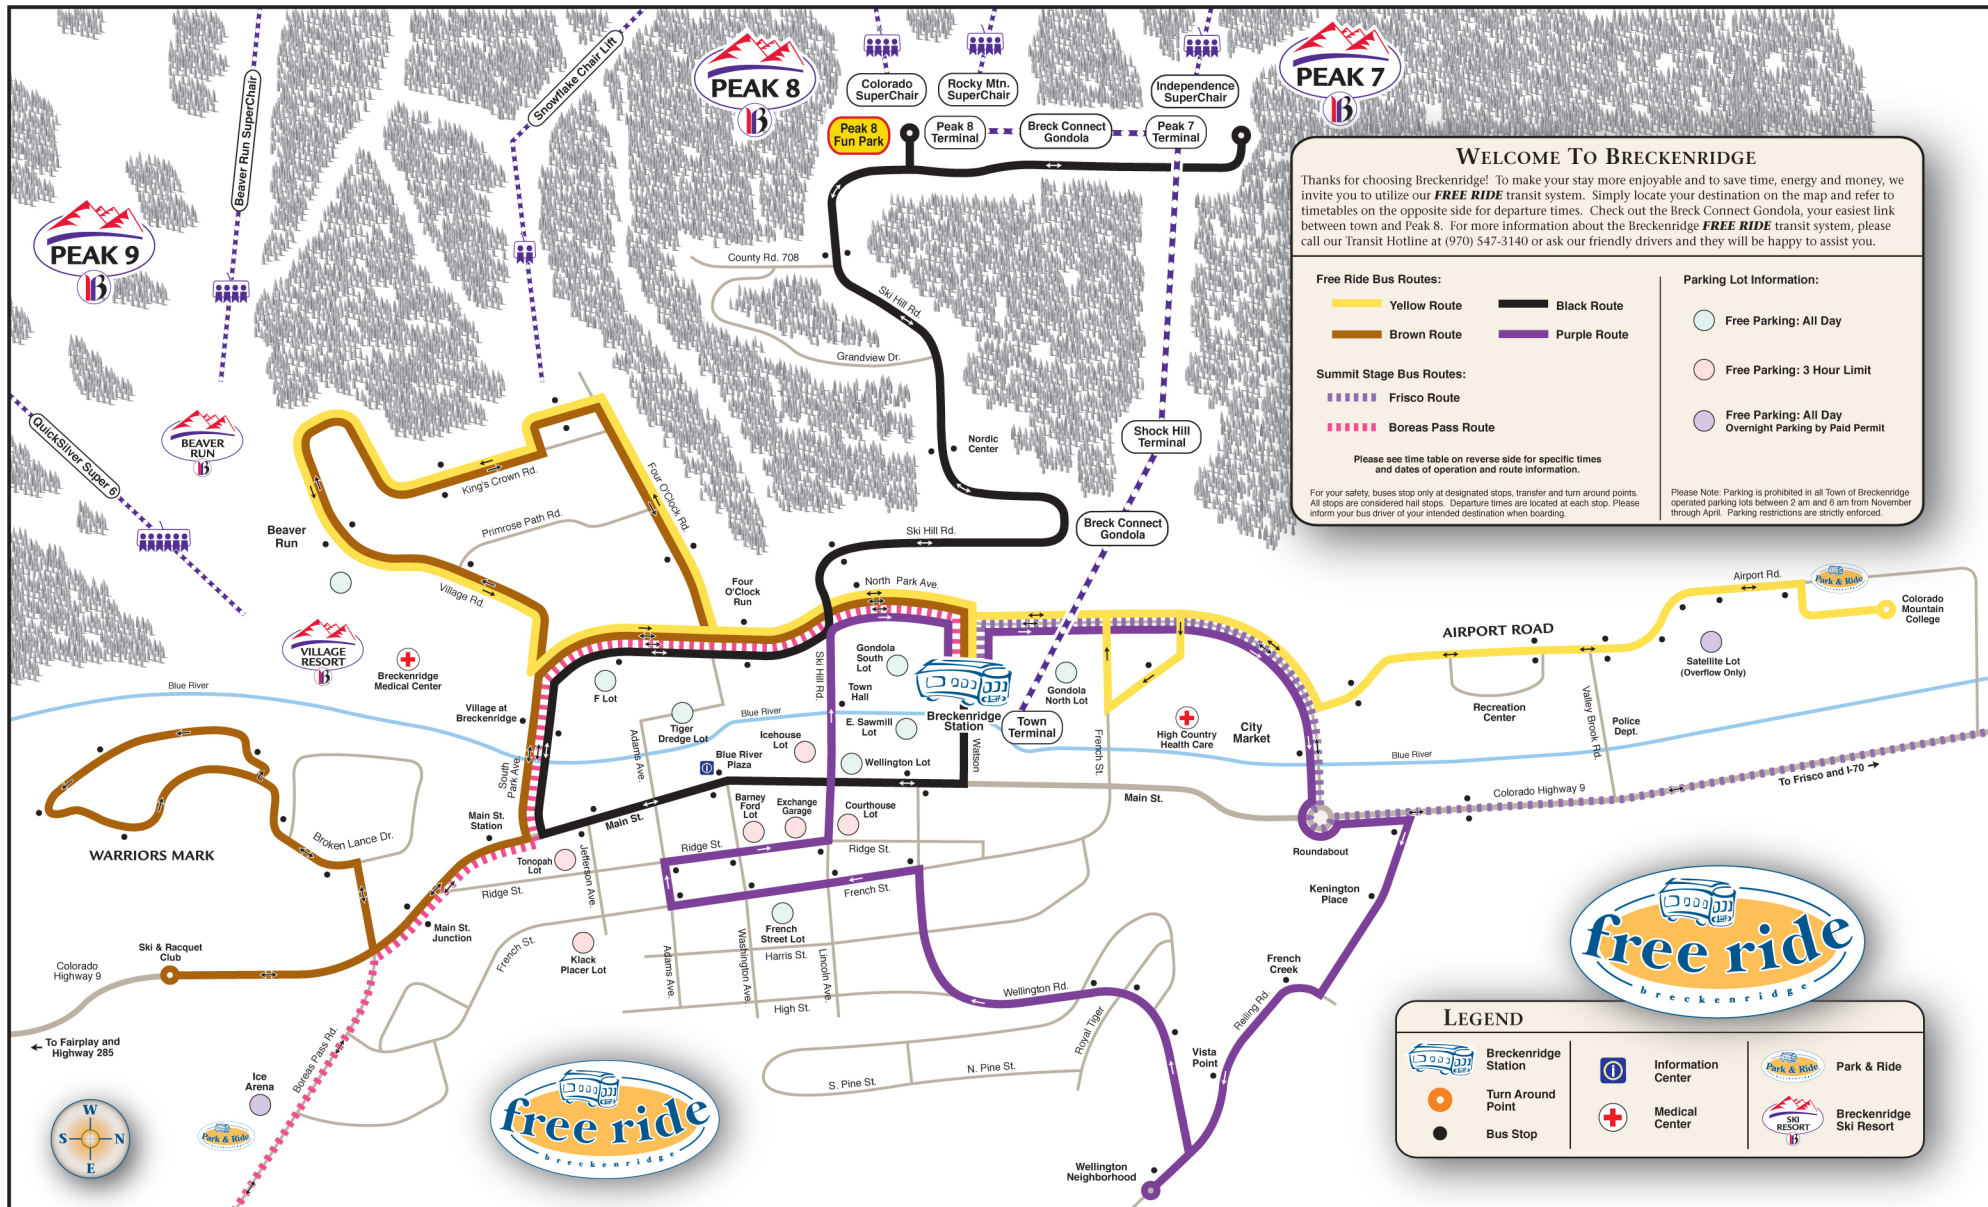 Beaver Run SuperChair
Snowflake Chair Lift
PEAK 8
B
Colorado
SuperChair
Rocky Mtn.
SuperChair
Independence
SuperChair
PEAK 7
B
Peak 8
Fun Park
Peak 8
Terminal
Breck Connect
Gondola
Peak 7
Terminal
PEAK 9
B
WELCOME TO BRECKENRIDGE
Thanks for choosing Breckenridge! To make your stay more enjoyable and to save time, energy and money, we
invite you to utilize our FREE RIDE transit system. Simply locate your destination on the map and refer to
timetables on the opposite side for departure times. Check out the Breck Connect Gondola, your easiest link
between town and Peak 8. For more information about the Breckenridge FREE RIDE transit system, please
call our Transit Hotline at (970) 547-3140 or ask our friendly drivers and they will be happy to assist you.
Free Ride Bus Routes:
Yellow Route
Black Route
Brown Route
Purple Route
Summit Stage Bus Routes:
Frisco Route
Boreas Pass Route
Please see time table on reverse side for specific times
and dates of operation and route information.
For your safety, buses stop only at designated stops, transfer and turn around points.
All stops are considered hail stops. Departure times are located at each stop. Please
inform your bus driver of your intended destination when boarding.
Parking Lot Information:
Free Parking: All Day
Free Parking: 3 Hour Limit
Free Parking: All Day
Overnight Parking by Paid Permit
Please Note: Parking is prohibited in all Town of Breckenridge
operated parking lots between 2 am and 6 am from November
through April. Parking restrictions are strictly enforced.
County Rd. 708
Ski Hill Rd.
Grandview Dr.
QuickSilver Super 6
BEAVER
RUN
B
King's Crown Rd.
Four O'Clock Rd.
Primrose Path Rd.
Nordic
Center
Shock Hill
Terminal
Breck Connect
Gondola
Ski Hill Rd.
Beaver
Run
Village Rd.
Four
O'Clock
Run
North Park Ave.
Airport Rd.
Park & Ride
Colorado
Mountain
College
AIRPORT ROAD
VILLAGE
RESORT
B
Breckenridge
Medical Center
F Lot
Ski Hill Rd.
Gondola
South
Lot
Town
Hall
Gondola
North Lot
Satellite Lot
(Overflow Only)
Recreation
Center
Valley Brook Rd.
Police
Dept.
Blue River
Village at
Breckenridge
Tiger
Dredge Lot
Blue River
Adams Ave.
Icehouse
Lot
E. Sawmill
Lot
Breckenridge
Station
Town
Terminal
High Country
Health Care
City
Market
Blue River
South
Park Ave.
Blue River
Plaza
Wellington Lot
Watson
French St.
Main St.
Colorado Highway 9
To Frisco and I-70
Main St.
Station
Main St.
Barney
Ford
Lot
Exchange
Garage
Courthouse
Lot
Roundabout
WARRIORS MARK
Broken Lance Dr.
Tonopah
Lot
Jefferson Ave.
Ridge St.
Ridge St.
Ridge St.
French St.
Kenington
Place
Main St.
Junction
French St.
Klack
Placer Lot
French
Street Lot
Adams Ave.
Washington Ave.
Lincoln Ave.
Harris St.
High St.
Ski & Racquet
Club
Colorado
Highway 9
To Fairplay and
Highway 285
Wellington Rd.
French
Creek
Reiling Rd.
Royal Tiger
Vista
Point
S. Pine St.
N. Pine St.
Wellington
Neighborhood
Boreas Pass Rd.
Ice
Arena
Park & Ride
W
S
N
E
free ride
breckenridge
free ride
breckenridge
LEGEND
Breckenridge
Station
Turn Around
Point
Bus Stop
Information
Center
Medical
Center
Park & Ride
Park & Ride
SKI
RESORT
B
Breckenridge
Ski Resort